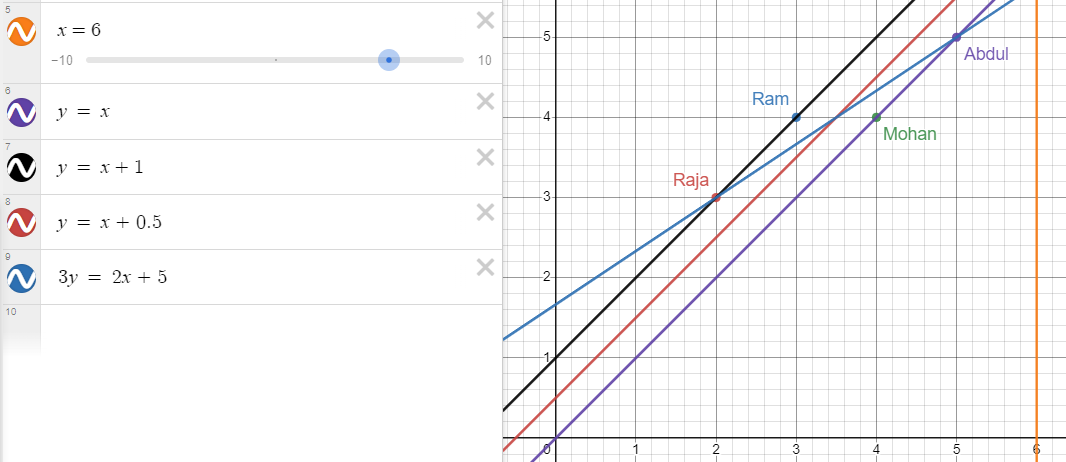 5
x = 6
−10
10
6
y = x
7
y = x + 1
8
y = x + 0.5
9
3y = 2x + 5
10
5
Abdul
Ram
4
Mohan
Raja
3
2
1
0 1 2 3 4 5 6